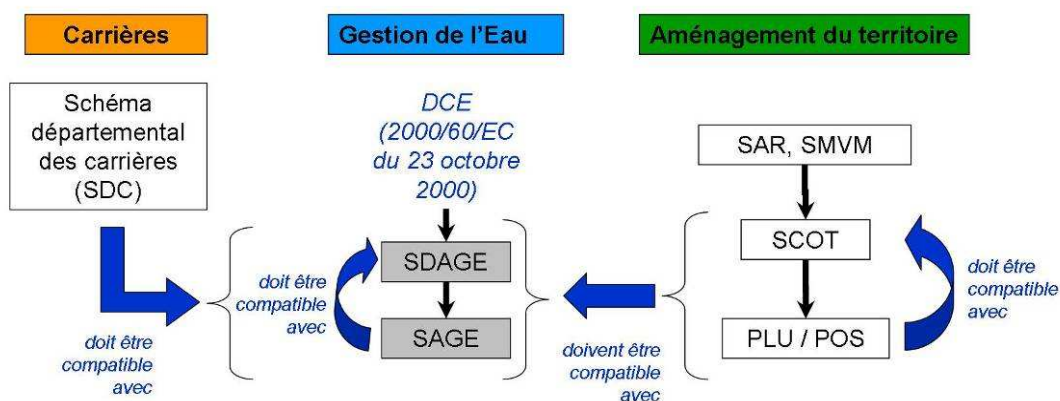 Carrières
Gestion de l'Eau
Aménagement du territoire
Schéma
départemental
des carrières
(SDC)
DCE
(2000/60/EC
du 23 octobre
2000)
SAR, SMVM
SDAGE
SCOT
SAGE
PLU / POS
doit être
compatible
avec
doit être
compatible
avec
doivent être
compatible
avec
doit être
compatible
avec